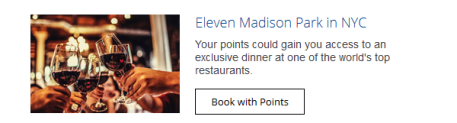 Eleven Madison Park in NYC
Your points could gain you access to an
exclusive dinner at one of the world's top
restaurants.
Book with Points